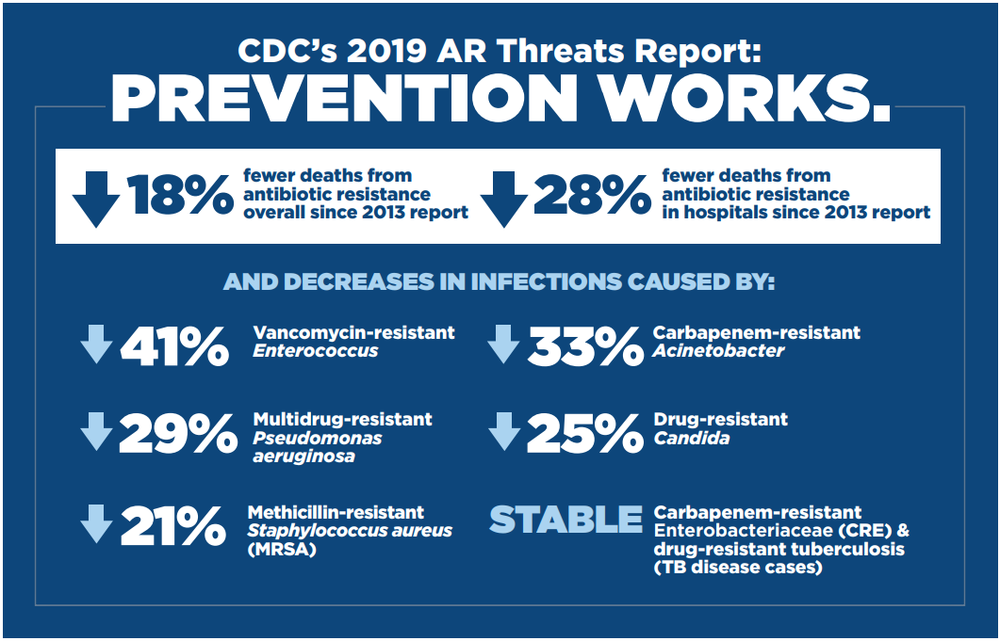 CDC's 2019 AR Threats Report:
PREVENTION WORKS.
18%
fewer deaths from
antibiotic resistance
overall since 2013 report
28%
fewer deaths from
antibiotic resistance
in hospitals since 2013 report
AND DECREASES IN INFECTIONS CAUSED BY:
41%
Vancomycin-resistant
Enterococcus
33%
Carbapenem-resistant
Acinetobacter
29%
Multidrug-resistant
Pseudomonas
aeruginosa
25%
Drug-resistant
Candida
21%
Methicillin-resistant
Staphylococcus aureus
(MRSA)
STABLE
Carbapenem-resistant
Enterobacteriaceae (CRE) &
drug-resistant tuberculosis
(TB disease cases)